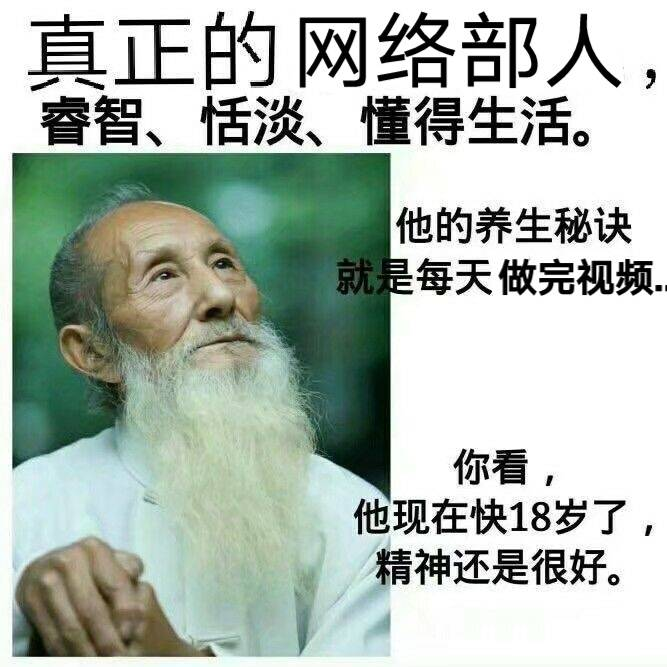 真正的网络部人，
睿智、恬淡、懂得生活。
他的养生秘诀
就是每天做完视频..
你看，
他现在快18岁了，
精神还是很好。